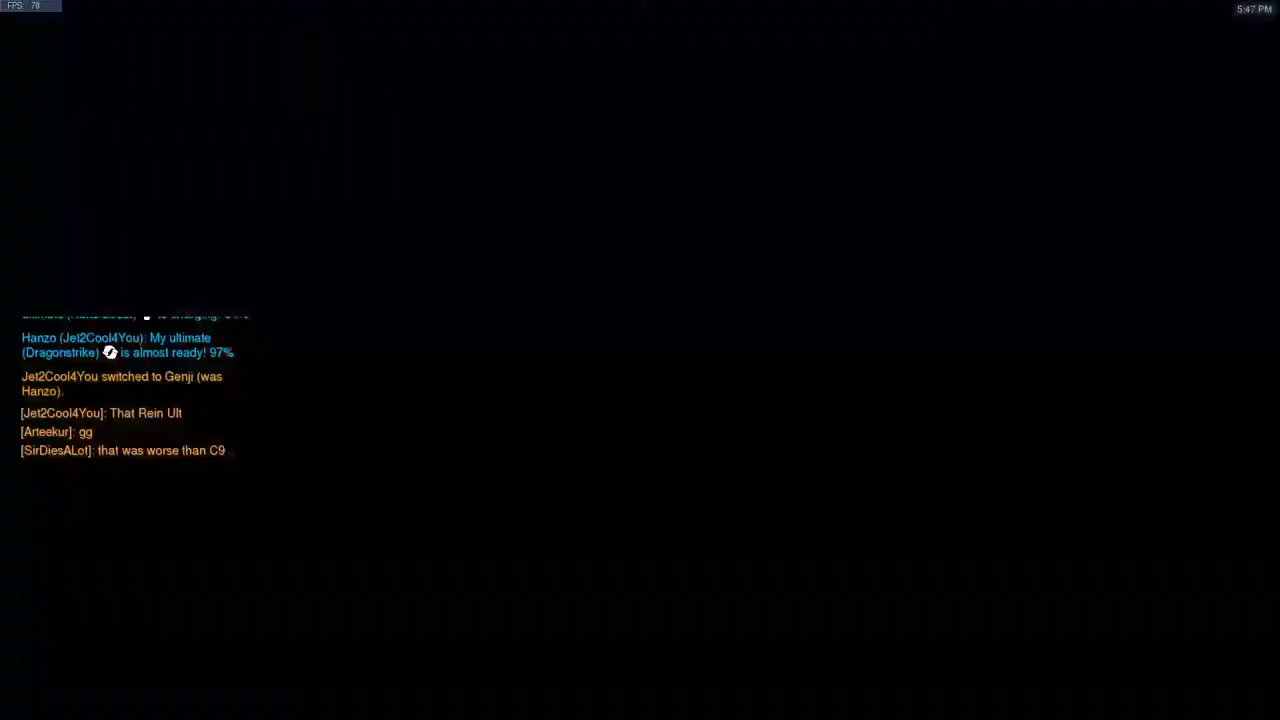 FPS: 78
5:47 PM
Hanzo (Jet2Cool4You): My ultimate
(Dragonstrike) is almost ready! 97%
Jet2Cool4You switched to Genji (was
Hanzo).
[Jet2Cool4You]: That Rein Ult
[Arteekur]: gg
[SirDiesALot]: that was worse than C9